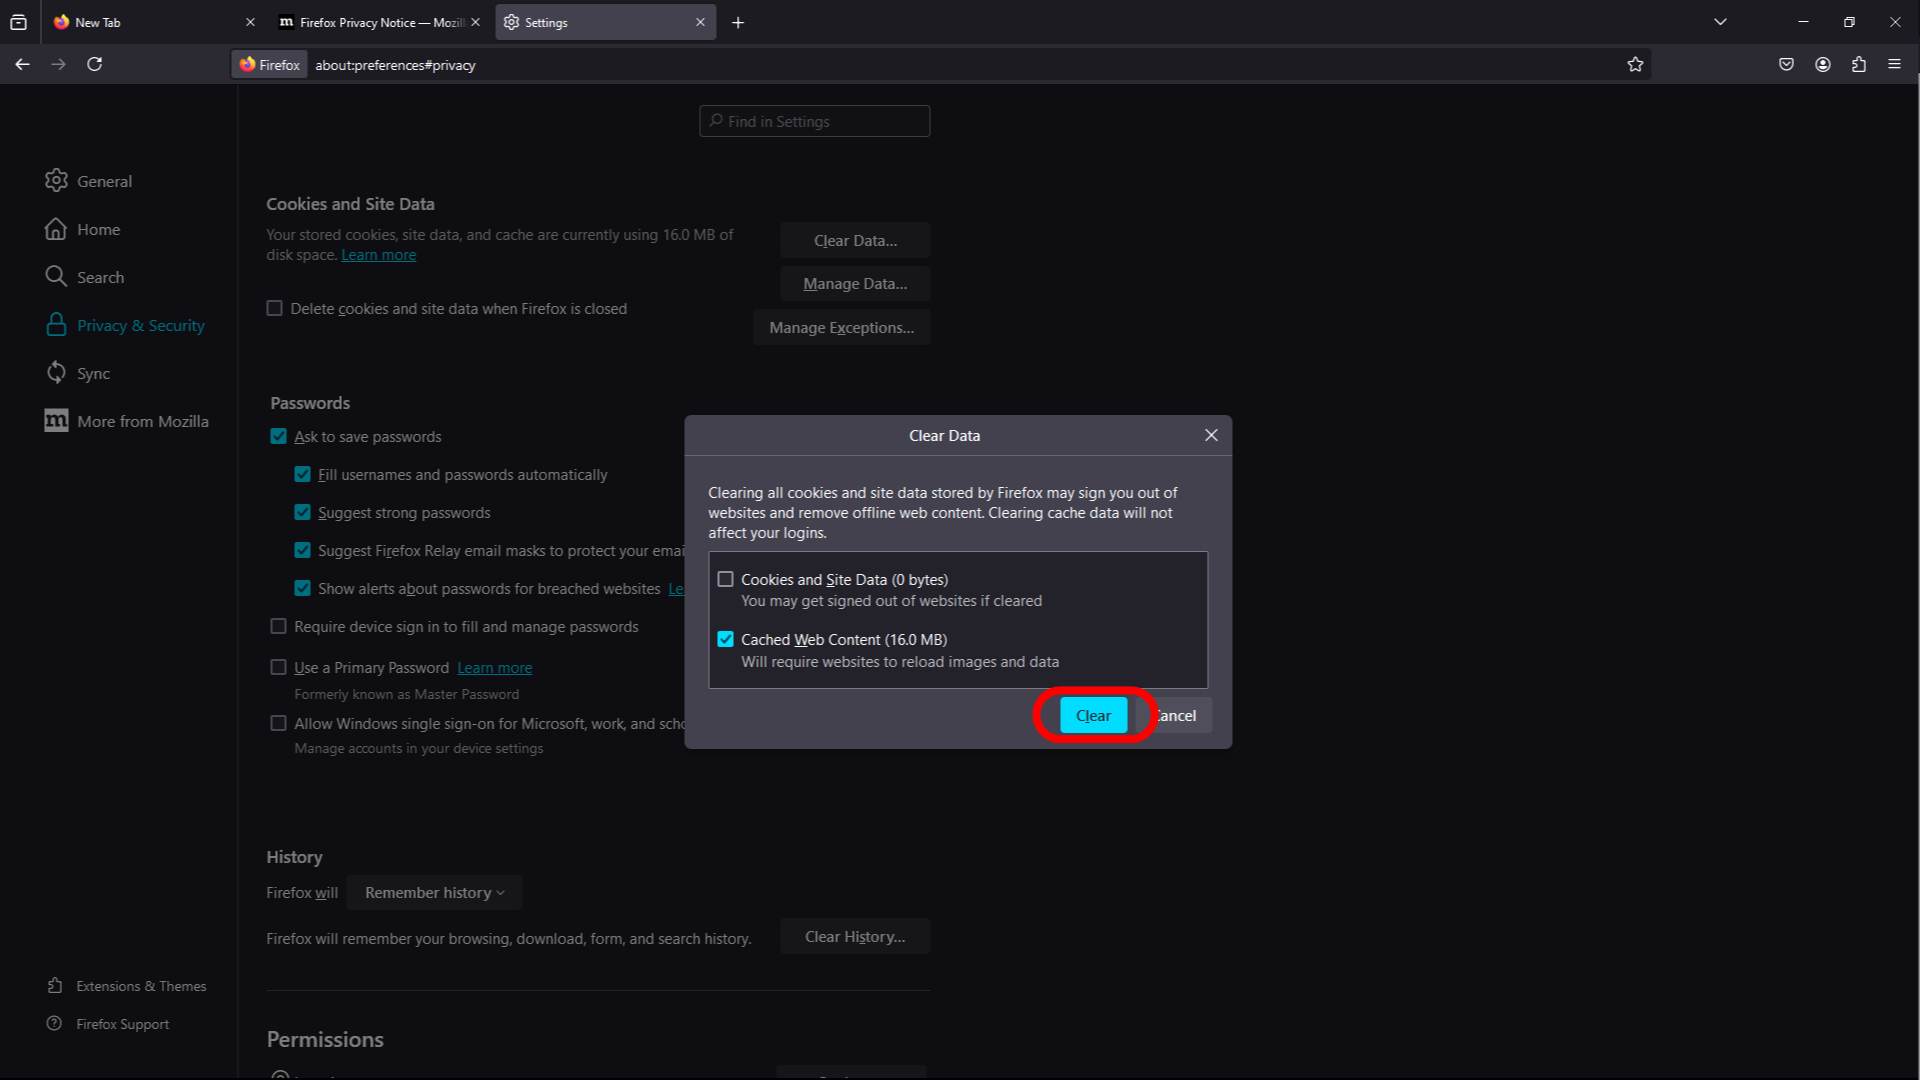 New Tab
Firefox Privacy Notice — Mozill
Settings
Firefox
about:preferences#privacy
Find in Settings
General
Home
Search
Privacy & Security
Sync
More from Mozilla
Extensions & Themes
Firefox Support
Cookies and Site Data
Your stored cookies, site data, and cache are currently using 16.0 MB of
disk space. Learn more
Clear Data...
Manage Data...
Delete cookies and site data when Firefox is closed
Manage Exceptions...
Passwords
Ask to save passwords
Fill usernames and passwords automatically
Suggest strong passwords
Suggest Firefox Relay email masks to protect your emai
Show alerts about passwords for breached websites Le
Require device sign in to fill and manage passwords
Use a Primary Password Learn more
Formerly known as Master Password
Allow Windows single sign-on for Microsoft, work, and scho
Manage accounts in your device settings
Clear Data
Clearing all cookies and site data stored by Firefox may sign you out of
websites and remove offline web content. Clearing cache data will not
affect your logins.
Cookies and Site Data (0 bytes)
You may get signed out of websites if cleared
Cached Web Content (16.0 MB)
Will require websites to reload images and data
Clear
ancel
History
Firefox will Remember history
Firefox will remember your browsing, download, form, and search history.
Clear History...
Permissions